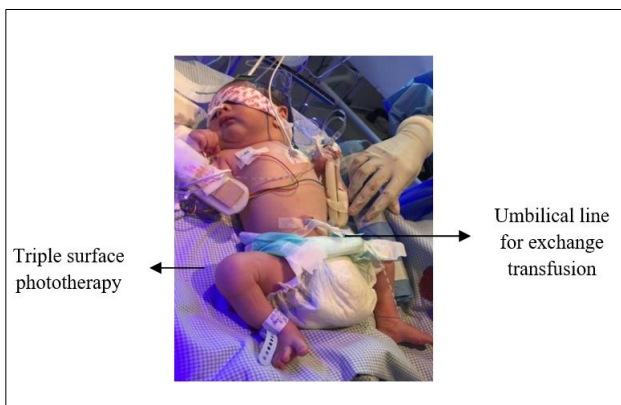 Triple surface
phototherapy
Umbilical line
for exchange
transfusion